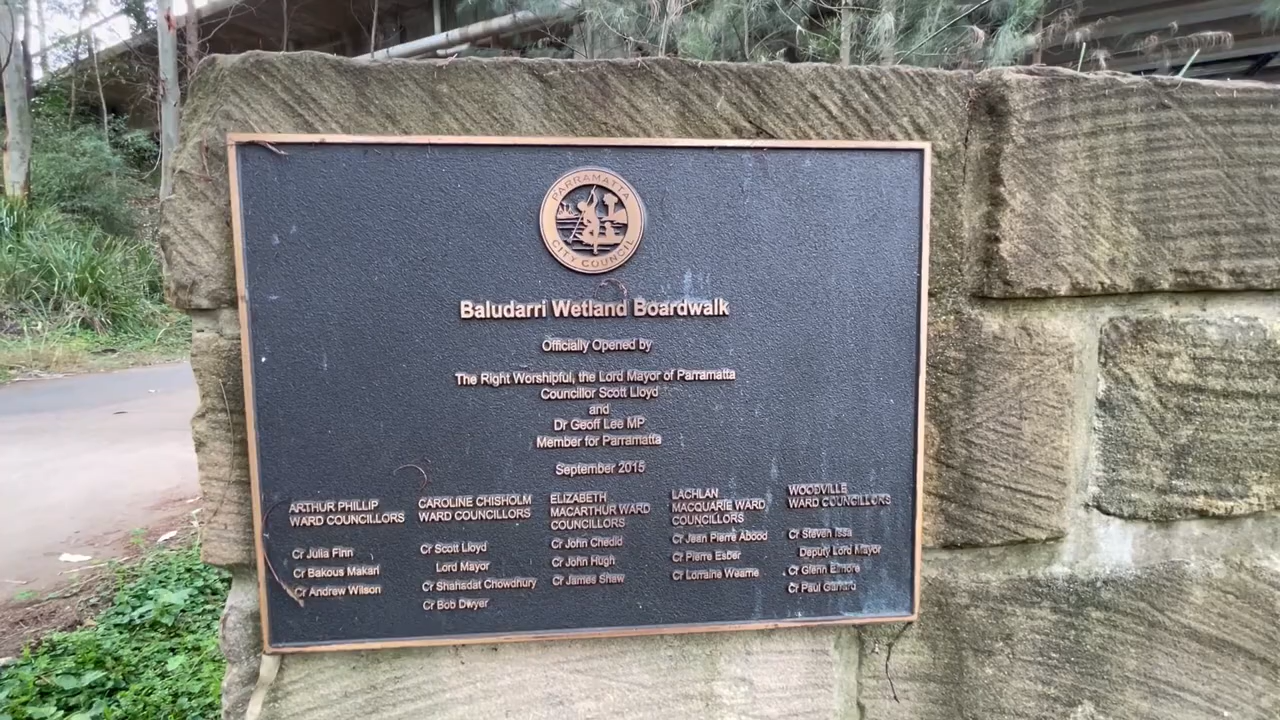 PARRAMATTA
CITY COUNCIL
Baludarri Wetland Boardwalk
Officially Opened by
The Right Worshipful, the Lord Mayor of Parramatta
Councillor Scott Lloyd
and
Dr Geoff Lee MP
Member for Parramatta
September 2015
ARTHUR PHILLIP
WARD COUNCILLORS
Cr Julia Finn
Cr Bakous Makari
Cr Andrew Wilson
CAROLINE CHISHOLM
WARD COUNCILLORS
Cr Scott Lloyd
Lord Mayor
Cr Shahadat Chowdhury
Cr Bob Dwyer
ELIZABETH
MACARTHUR WARD
COUNCILLORS
Cr John Chedid
Cr John Hugh
Cr James Shaw
LACHLAN
MACQUARIE WARD
COUNCILLORS
Cr Jean Pierre Abood
Cr Pierre Esber
Cr Lorraine Wearne
WOODVILLE
WARD COUNCILLORS
Cr Steven Issa
Deputy Lord Mayor
Cr Glenn Elmore
Cr Paul Garrard